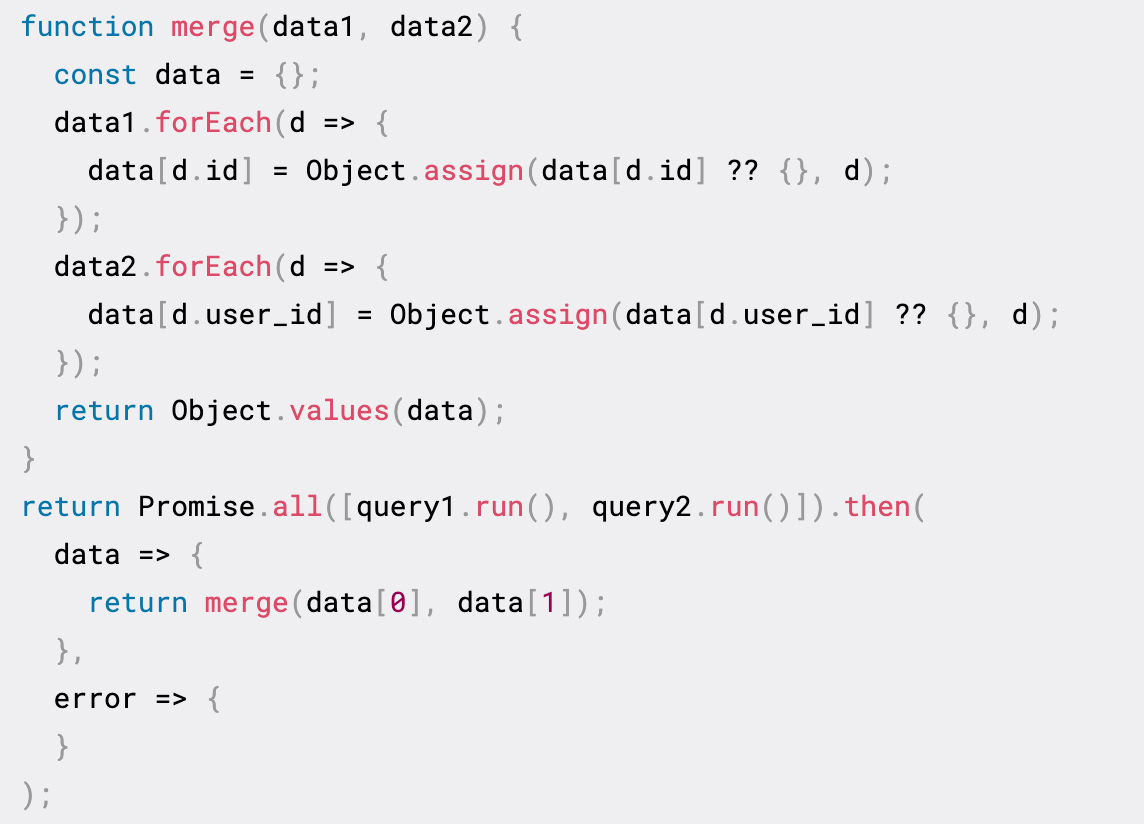 function merge(data1, data2) {
  const data = {};
  data1.forEach(d => {
    data[d.id] = Object.assign(data[d.id] ?? {}, d);
  });
  data2.forEach(d => {
    data[d.user_id] = Object.assign(data[d.user_id] ?? {}, d);
  });
  return Object.values(data);
}
return Promise.all([query1.run(), query2.run()]).then(
  data => {
    return merge(data[0], data[1]);
  },
  error => {
  }
);